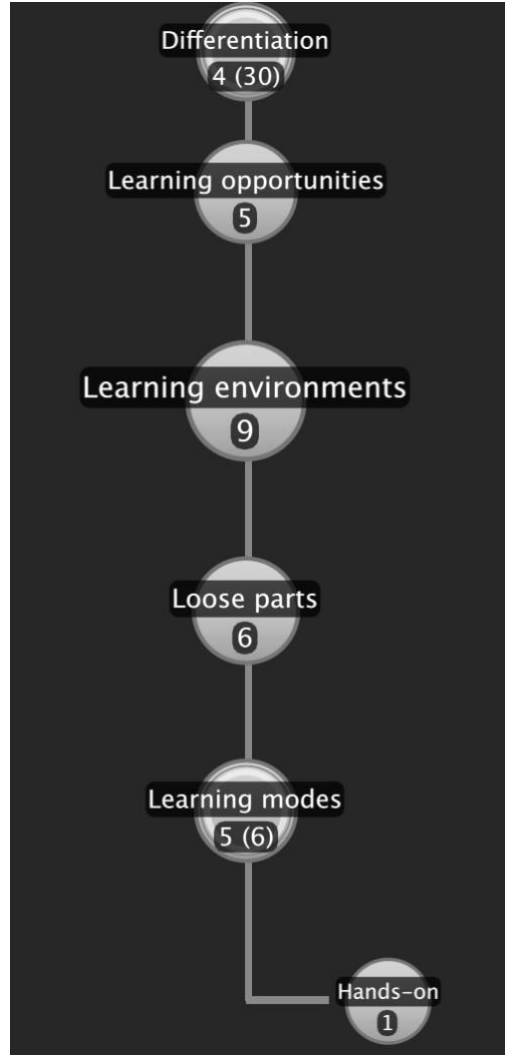 Differentiation
4 (30)
Learning opportunities
5
Learning environments
9
Loose parts
6
Learning modes
5 (6)
Hands-on
1